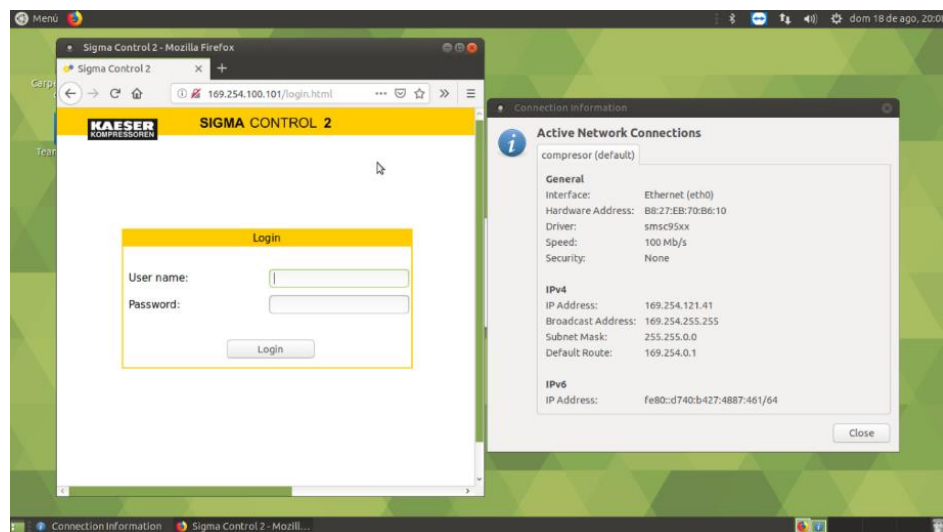 Menú
dom 18 de ago, 20:0
Sigma Control 2 - Mozilla Firefox
Sigma Control 2
169.254.100.101/login.html
KAESER
KOMPRESSOREN
SIGMA CONTROL 2
Login
User name:
Password:
Login
Connection Information
Active Network Connections
compresor (default)
General
Interface: Ethernet (eth0)
Hardware Address: B8:27:EB:70:B6:10
Driver: smsc95xx
Speed: 100 Mb/s
Security: None
IPv4
IP Address: 169.254.121.41
Broadcast Address: 169.254.255.255
Subnet Mask: 255.255.0.0
Default Route: 169.254.0.1
IPv6
IP Address: fe80::d740:b427:4887:461/64
Close
Connection Information
Sigma Control 2 - Mozill...